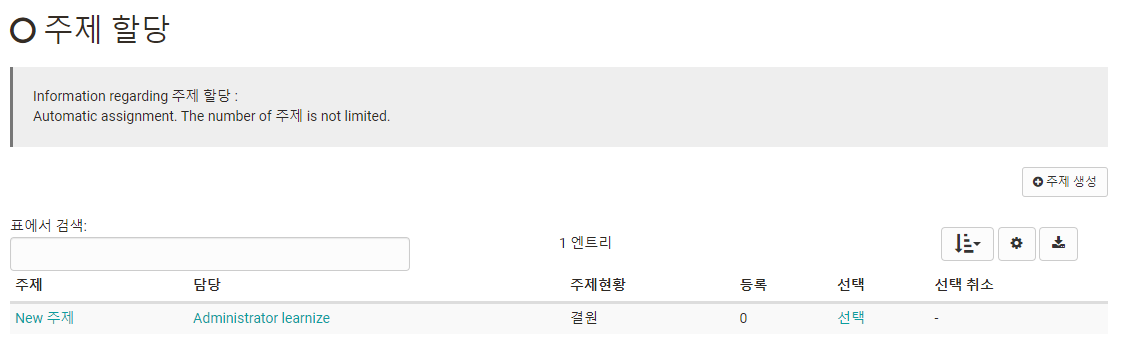 주제 할당
Information regarding 주제 할당 :
Automatic assignment. The number of 주제 is not limited.
주제 생성
표에서 검색:
1 엔트리
주제 담당 주제현황 등록 선택 선택 취소
New 주제 Administrator learnize 결원 0 선택 -